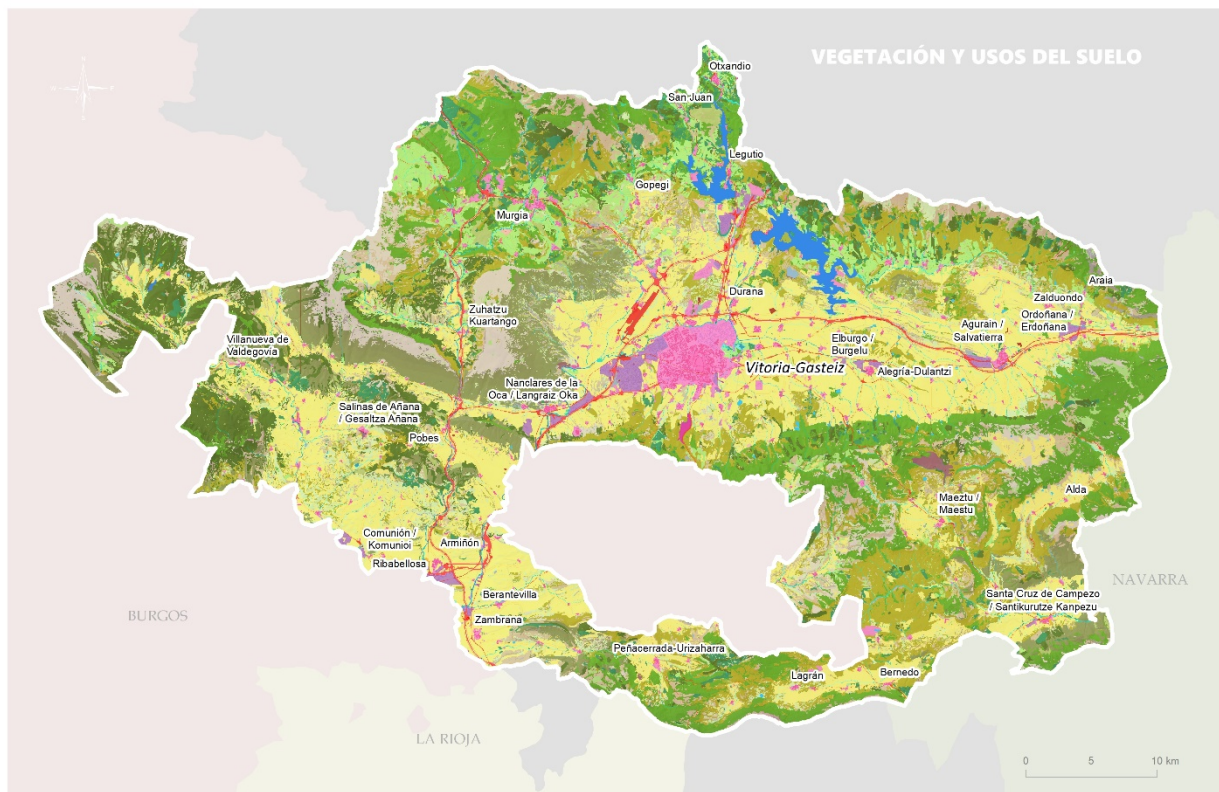 VEGETACIÓN Y USOS DEL SUELO
Otxandio
San Juan
Legutio
Gopegi
Murgia
Araia
Zalduondo
Durana
Zuhatzu
Kuartango
Ordoñana /
Erdoñana
Agurain /
Salvatierra
Villanueva de
Valdegovia
Elburgo /
Burgelu
Vitoria-Gasteiz
Alegría-Dulantzi
Nanclares de la
Oca / Langraiz Oka
Salinas de Añana
/ Gesaltza Añana
Pobes
Alda
Maeztu /
Maestu
Comunión /
Komunioi
Armiñón
Ribabellosa
NAVARRA
Berantevilla
Santa Cruz de Campezo
/ Santikurutze Kanpezu
BURGOS
Zambrana
Peñacerrada-Urizaharra
Lagrán
Bernedo
LA RIOJA
0 5 10 km